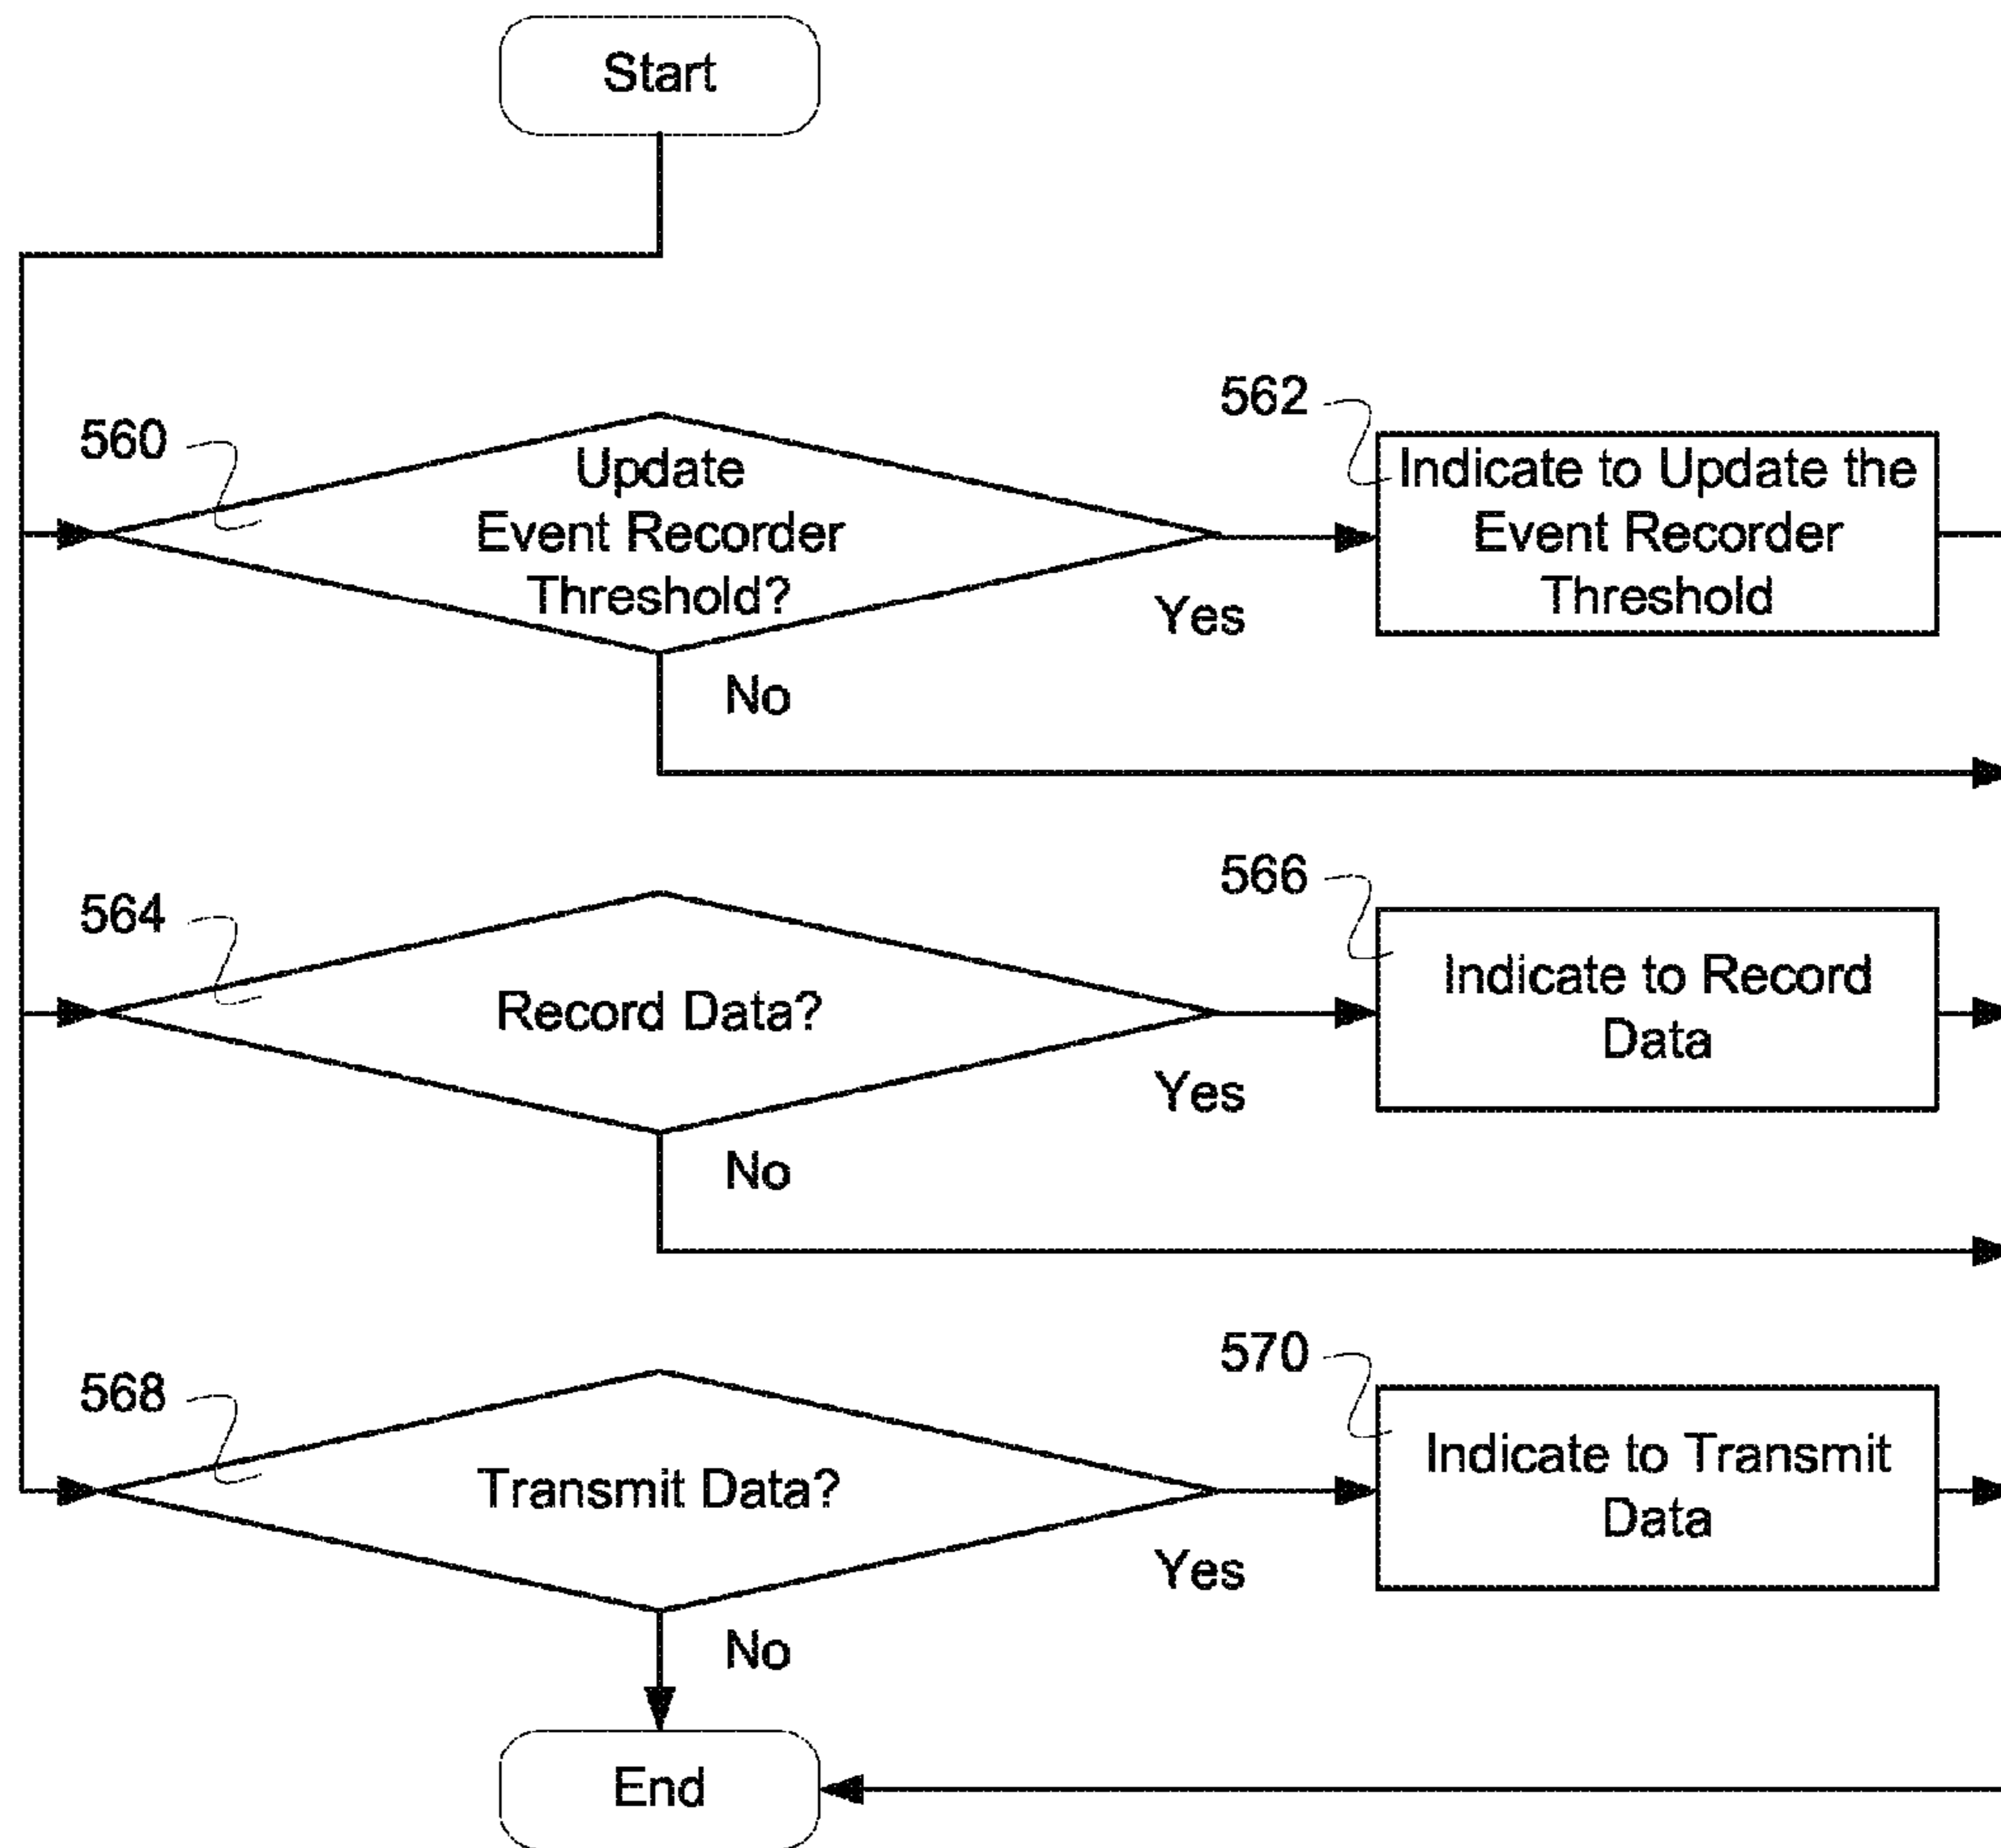 Start
560
Update
Event Recorder
Threshold?
Yes
No
562
Indicate to Update the
Event Recorder
Threshold
564
Record Data?
Yes
No
566
Indicate to Record
Data
568
Transmit Data?
Yes
No
570
Indicate to Transmit
Data
End